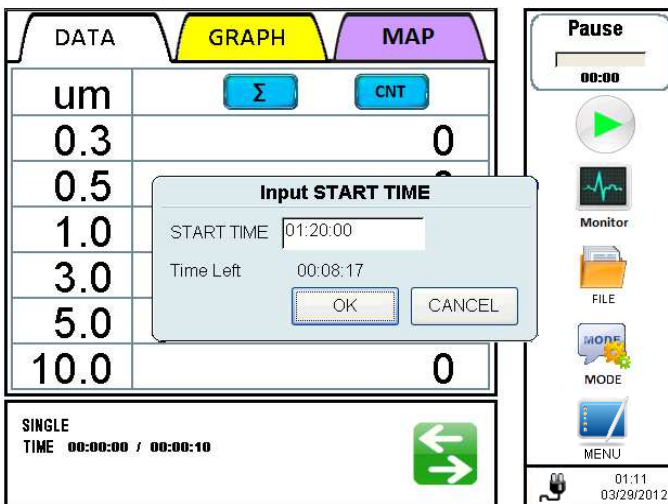 DATA GRAPH MAP
um Σ CNT
0.3 0
0.5
1.0
3.0
5.0
10.0 0
Input START TIME
START TIME 01:20:00
Time Left 00:08:17
OK CANCEL
SINGLE
TIME 00:00:00 / 00:00:10
Pause
00:00
Monitor
FILE
MODE
MODE
MENU
01:11
03/29/2012